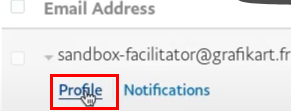 Email Address
sandbox-facilitator@grafikart.fr
Profile Notifications